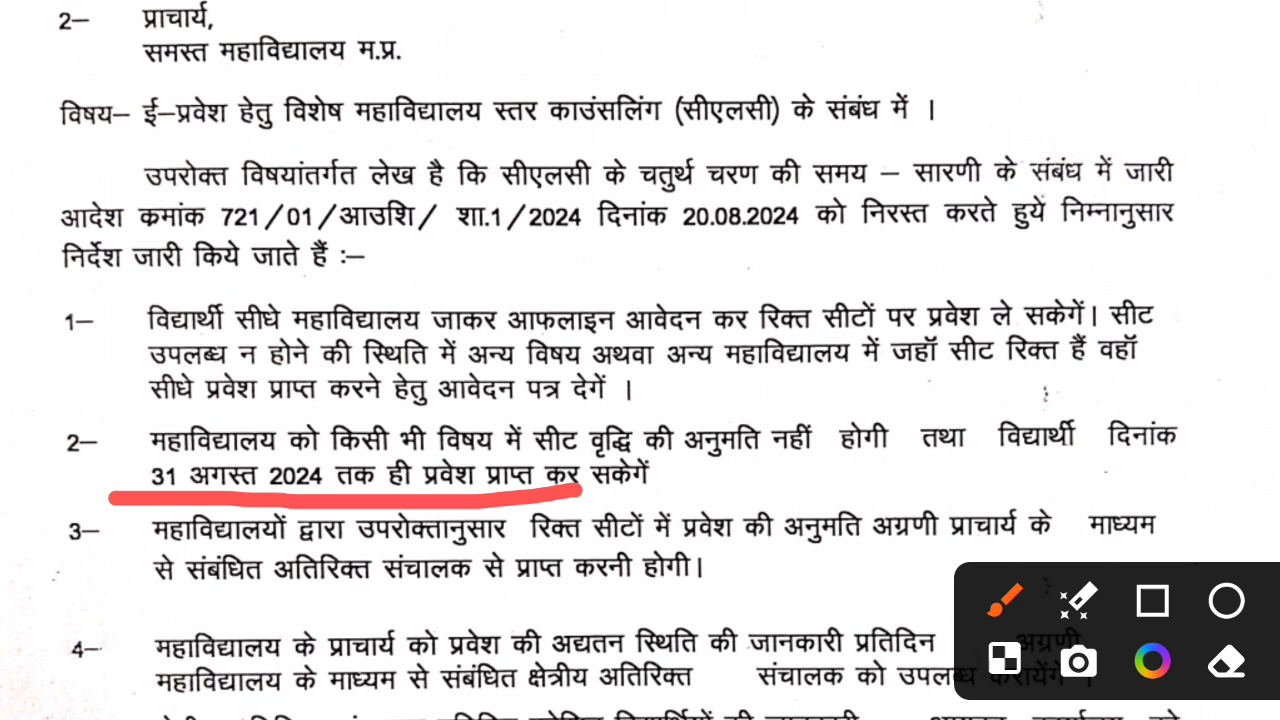 2– प्राचार्य,
समस्त महाविद्यालय म.प्र.
विषय– ई–प्रवेश हेतु विशेष महाविद्यालय स्तर काउंसलिंग (सीएलसी) के संबंध में ।
उपरोक्त विषयांतर्गत लेख है कि सीएलसी के चतुर्थ चरण की समय – सारणी के संबंध में जारी
आदेश कमांक 721/01/आउशि/ शा.1/2024 दिनांक 20.08.2024 को निरस्त करते हुये निम्नानुसार
निर्देश जारी किये जाते हैं :–
1– विद्यार्थी सीधे महाविद्यालय जाकर आफलाइन आवेदन कर रिक्त सीटों पर प्रवेश ले सकेगें। सीट
उपलब्ध न होने की स्थिति में अन्य विषय अथवा अन्य महाविद्यालय में जहॉ सीट रिक्त हैं वहॉ
सीधे प्रवेश प्राप्त करने हेतु आवेदन पत्र देगें ।
2– महाविद्यालय को किसी भी विषय में सीट वृद्धि की अनुमति नहीं होगी तथा विद्यार्थी दिनांक
31 अगस्त 2024 तक ही प्रवेश प्राप्त कर सकेगें
3– महाविद्यालयों द्वारा उपरोक्तानुसार रिक्त सीटों में प्रवेश की अनुमति अग्रणी प्राचार्य के माध्यम
से संबंधित अतिरिक्त संचालक से प्राप्त करनी होगी।
4– महाविद्यालय के प्राचार्य को प्रवेश की अद्यतन स्थिति की जानकारी प्रतिदिन अग्रणी
महाविद्यालय के माध्यम से संबंधित क्षेत्रीय अतिरिक्त संचालक को उपलब्ध करायेंगे ।